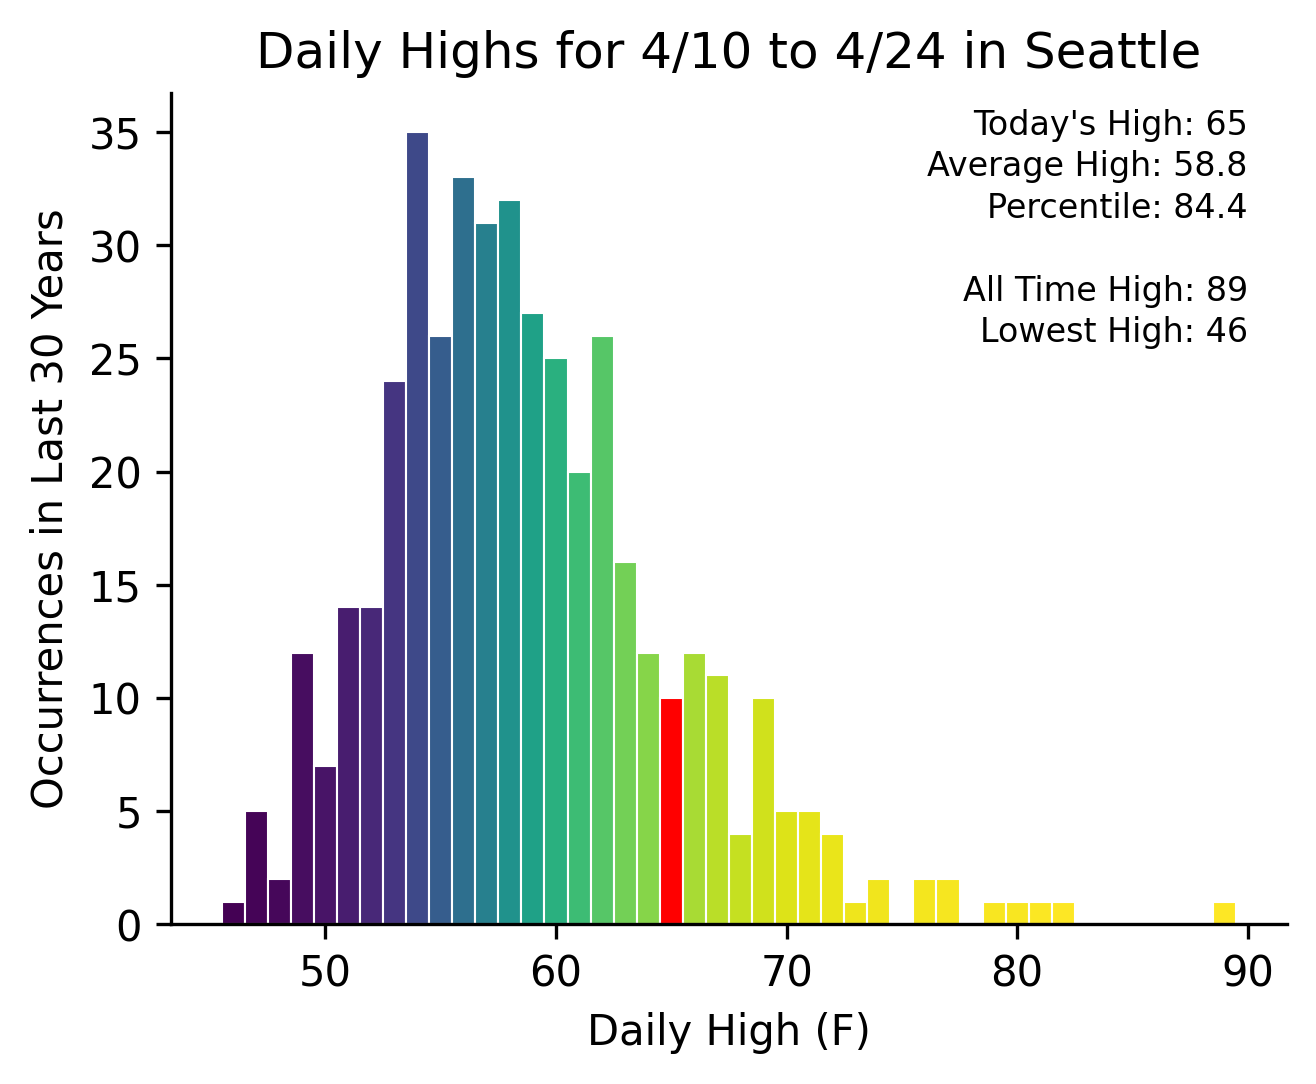 Daily Highs for 4/10 to 4/24 in Seattle
Today's High: 65
Average High: 58.8
Percentile: 84.4
All Time High: 89
Lowest High: 46
Occurrences in Last 30 Years
35
30
25
20
15
10
5
0
50 60 70 80 90
Daily High (F)